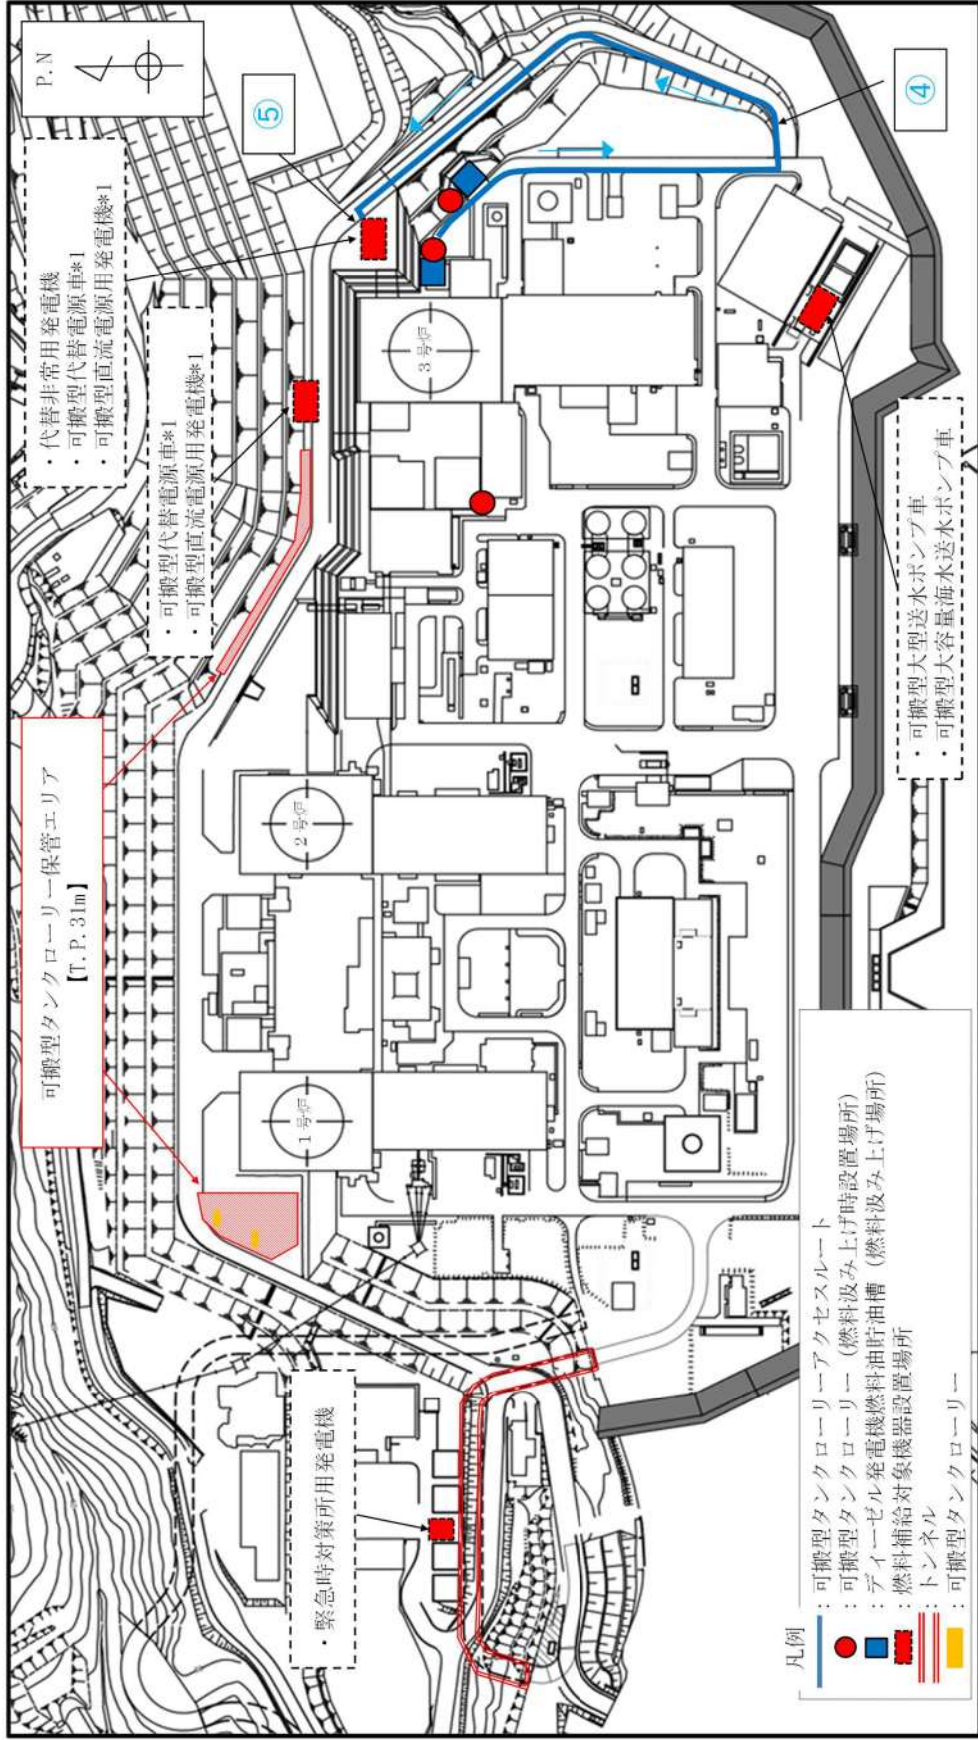 P.N
・代替非常用発電機
・可搬型代替電源車*1
・可搬型直流電源用発電機*1
⑤
④
・可搬型代替電源車*1
・可搬型直流電源用発電機*1
可搬型タンクローリー保管エリア
【T.P.31m】
3号炉
2号炉
1号炉
・緊急時対策所用発電機
・可搬型大型送水ポンプ車
・可搬型大容量海水送水ポンプ車
凡例
：可搬型タンクローリーアクセスルート
：可搬型タンクローリー（燃料汲み上げ時設置場所）
：ディーゼル発電機燃料油貯油槽（燃料汲み上げ場所）
：燃料補給対象機器設置場所
：トンネル
：可搬型タンクローリー